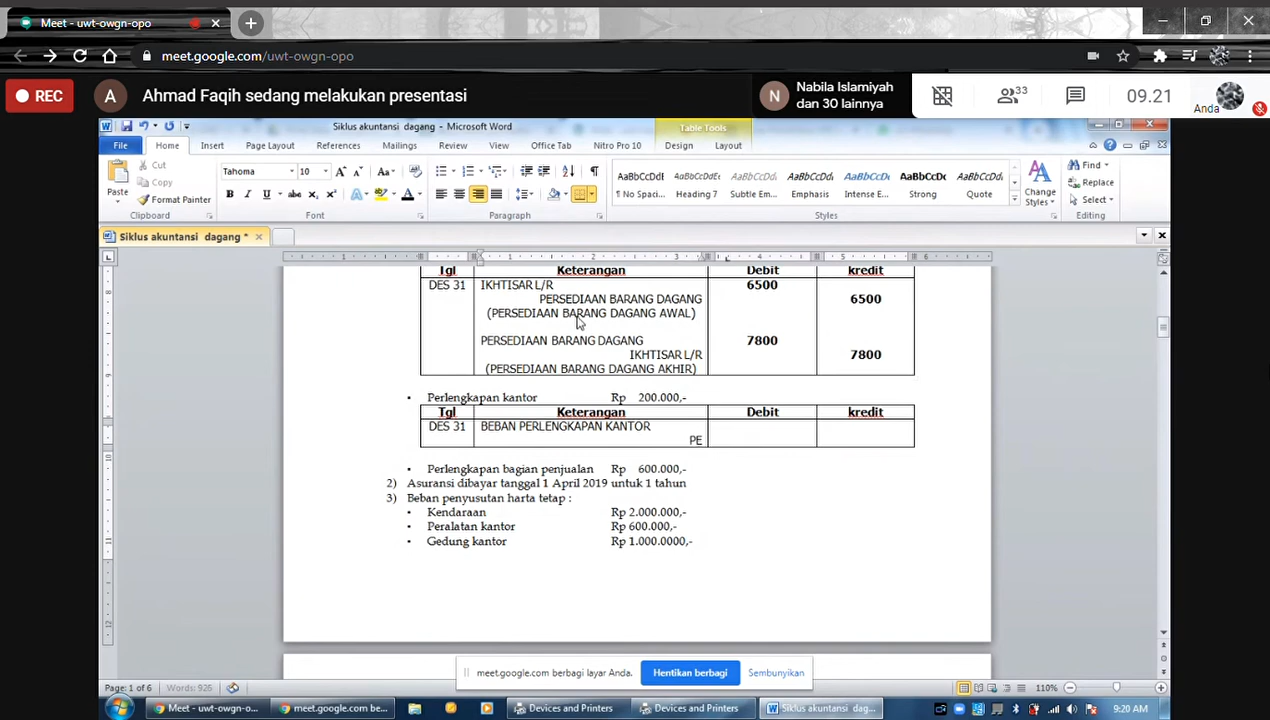 Meet - uwt-owgn-opo
meet.google.com/uwt-owgn-opo
REC
A
Ahmad Faqih sedang melakukan presentasi
N
Nabila Islamiyah
dan 30 lainnya
33
09.21
Anda
Siklus akuntansi dagang - Microsoft Word
Table Tools
File
Home
Insert
Page Layout
References
Mailings
Review
View
Office Tab
Nitro Pro 10
Design
Layout
Paste
Cut
Copy
Format Painter
Clipboard
Tahoma
10
Font
Paragraph
AaBbCcDc AaBbCcDc AaBbCcDc AaBbCcDc AaBbCcDc AaBbCcDc AaBbCcDc
¶ No Spaci... Heading 7 Subtle Em... Emphasis Intense E... Strong Quote
Styles
Change
Styles
Find
Replace
Select
Editing
Siklus akuntansi dagang *
Tgl Keterangan Debit kredit
DES 31 IKHTISAR L/R 6500
PERSEDIAAN BARANG DAGANG 6500
(PERSEDIAAN BARANG DAGANG AWAL)
PERSEDIAAN BARANG DAGANG 7800
IKHTISAR L/R 7800
(PERSEDIAAN BARANG DAGANG AKHIR)
• Perlengkapan kantor Rp 200.000,-
Tgl Keterangan Debit kredit
DES 31 BEBAN PERLENGKAPAN KANTOR
PE
• Perlengkapan bagian penjualan Rp 600.000,-
2) Asuransi dibayar tanggal 1 April 2019 untuk 1 tahun
3) Beban penyusutan harta tetap :
• Kendaraan Rp 2.000.000,-
• Peralatan kantor Rp 600.000,-
• Gedung kantor Rp 1.000.0000,-
meet.google.com berbagi layar Anda.
Hentikan berbagi
Sembunyikan
Page: 1 of 6
Words: 926
110%
Meet - uwt-owgn-o...
meet.google.com be...
Devices and Printers
Devices and Printers
Siklus akuntansi dag...
9:20 AM